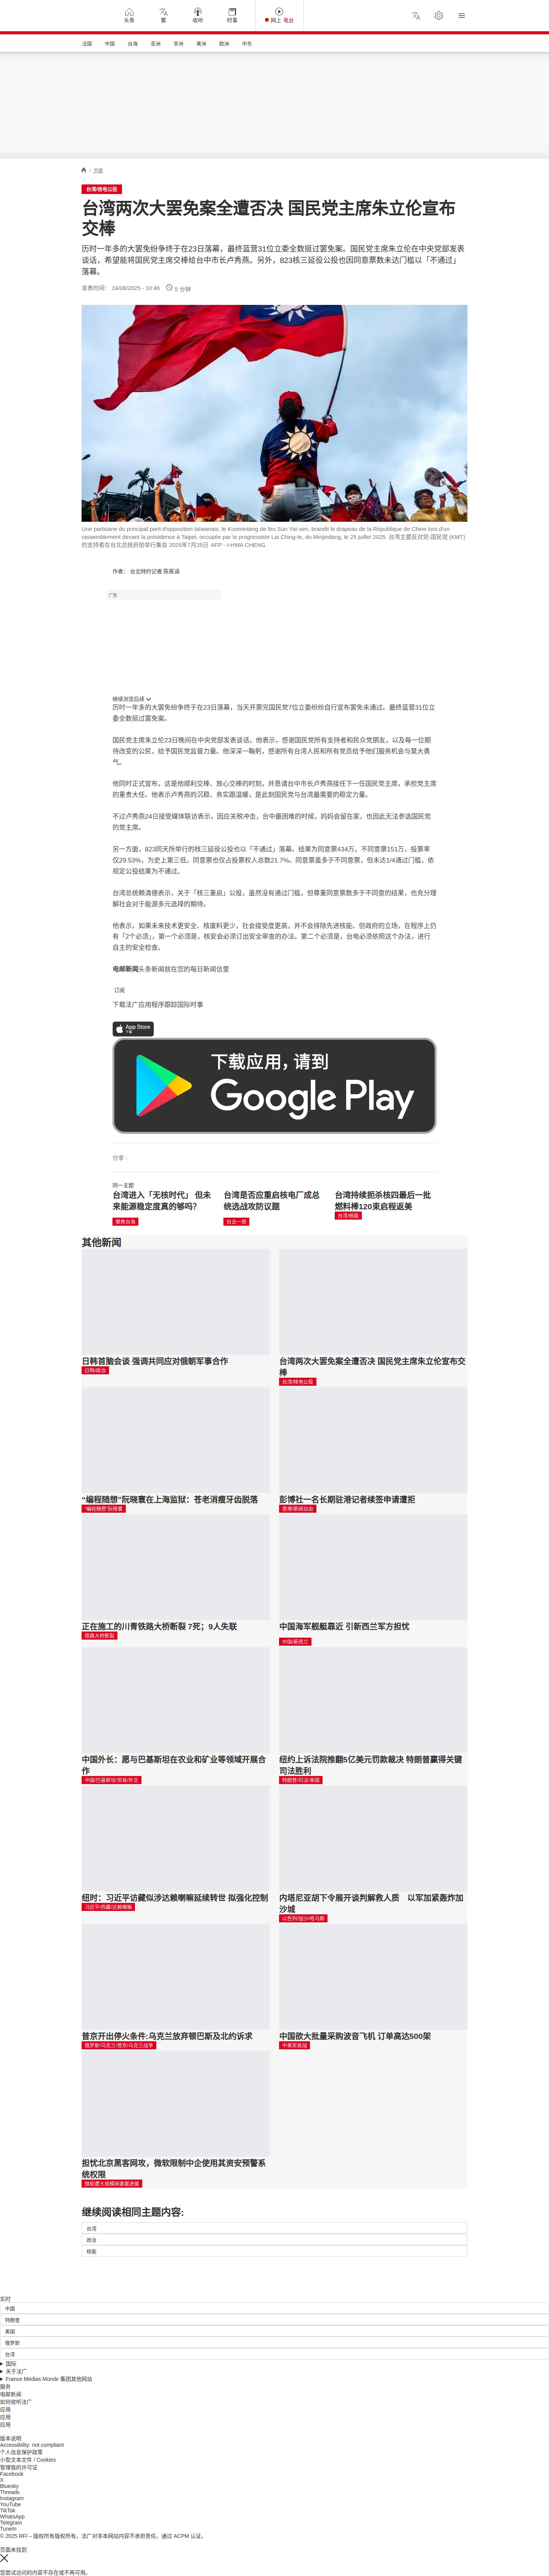 头条
繁
收听
时事
网上 电台
法国
中国
台海
亚洲
非洲
美洲
欧洲
中东
/ 中国
台湾/核电公投
台湾两次大罢免案全遭否决 国民党主席朱立伦宣布
交棒
历时一年多的大罢免纷争终于在23日落幕，最终蓝营31位立委全数挺过罢免案。国民党主席朱立伦在中央党部发表
谈话，希望能将国民党主席交棒给台中市长卢秀燕。另外，823核三延役公投也因同意票数未达门槛以「不通过」
落幕。
发表时间： 24/08/2025 - 10:46
5 分钟
Une partisane du principal parti d'opposition taïwanais, le Kuomintang de feu Sun Yat-sen, brandit le drapeau de la République de Chine lors d'un
rassemblement devant la présidence à Taipei, occupée par le progressiste Lai Ching-te, du Minjindang, le 25 juillet 2025. 台湾主要反对党-国民党 (KMT)
的支持者在台北总统府前举行集会 2025年7月25日 AFP - I-HWA CHENG
作者： 台北特约记者 陈筱涵
广告
继续浏览后续
历时一年多的大罢免纷争终于在23日落幕，当天开票完国民党7位立委纷纷自行宣布罢免未通过。最终蓝营31位立
委全数挺过罢免案。
国民党主席朱立伦23日晚间在中央党部发表谈话，他表示，感谢国民党所有支持者和民众党朋友，以及每一位期
待改变的公民，给予国民党监督力量。他深深一鞠躬，感谢所有台湾人民和所有党员给予他们服务机会与莫大勇
气。
他同时正式宣布，这是他顺利交棒、放心交棒的时刻，并恳请台中市长卢秀燕接任下一任国民党主席，承担党主席
的重责大任。他表示卢秀燕的沉稳、务实跟温暖，是此刻国民党与台湾最需要的稳定力量。
不过卢秀燕24日接受媒体联访表示，因应关税冲击，台中最困难的时候，妈妈会留在家，也因此无法参选国民党
的党主席。
另一方面，823同天所举行的核三延役公投也以「不通过」落幕。结果为同意票434万，不同意票151万，投票率
仅29.53%，为史上第三低，同意票也仅占投票权人总数21.7%。同意票虽多于不同意票，但未达1/4通过门槛，依
规定公投结果为不通过。
台湾总统赖清德表示，关于「核三重启」公投，虽然没有通过门槛，但尊重同意票数多于不同意的结果，也充分理
解社会对于能源多元选择的期待。
他表示，如果未来技术更安全、核废料更少，社会接受度更高，并不会排除先进核能。但政府的立场，在程序上仍
有「2个必须」，第一个必须是，核安会必须订出安全审查的办法。第二个必须是，台电必须依照这个办法，进行
自主的安全检查。
电邮新闻头条新闻就在您的每日新闻信里
订阅
下载法广应用程序跟踪国际时事
App Store
下载
下载应用，请到
Google Play
分享 :
同一主题
台湾进入「无核时代」 但未
来能源稳定度真的够吗?
聚焦台海
台湾是否应重启核电厂成总
统选战攻防议题
台北一周
台湾持续扼杀核四最后一批
燃料棒120束启程返美
台湾/核能
其他新闻
日韩首脑会谈 强调共同应对俄朝军事合作
日韩/政治
台湾两次大罢免案全遭否决 国民党主席朱立伦宣布交
棒
台湾/核电公投
“编程随想”阮晓寰在上海监狱：苍老消瘦牙齿脱落
“编程随想”阮晓寰
彭博社一名长期驻港记者续签申请遭拒
香港/新闻自由
正在施工的川青铁路大桥断裂 7死；9人失联
铁路大桥断裂
中国海军舰艇靠近 引新西兰军方担忧
中国/新西兰
中国外长：愿与巴基斯坦在农业和矿业等领域开展合
作
中国/巴基斯坦/贸易/外交
纽约上诉法院推翻5亿美元罚款裁决 特朗普赢得关键
司法胜利
特朗普/司法/美国
纽时：习近平访藏似涉达赖喇嘛延续转世 拟强化控制
习近平/西藏/达赖喇嘛
内塔尼亚胡下令展开谈判解救人质　以军加紧轰炸加
沙城
以色列/加沙/哈马斯
普京开出停火条件:乌克兰放弃顿巴斯及北约诉求
俄罗斯/乌克兰/普京/乌克兰战争
中国欲大批量采购波音飞机 订单高达500架
中美贸易战
担忧北京黑客网攻，微软限制中企使用其资安预警系
统权限
微软遭大规模网袭室进篇
继续阅读相同主题内容:
台湾
政治
核能
实时
中国
特朗普
美国
俄罗斯
台湾
国际
关于法广
France Médias Monde 集团其他网站
服务
电邮新闻
如何收听法广
应用
应用
应用
版本说明
Accessibility: not compliant
个人信息保护政策
小型文本文件 / Cookies
管理我的许可证
Facebook
X
Bluesky
Threads
Instagram
YouTube
TikTok
WhatsApp
Telegram
TuneIn
© 2025 RFI – 版权所有版权所有。法广对非本网站内容不承担责任。通过 ACPM 认证。
页面未找到
您尝试访问的内容不存在或不再可用。